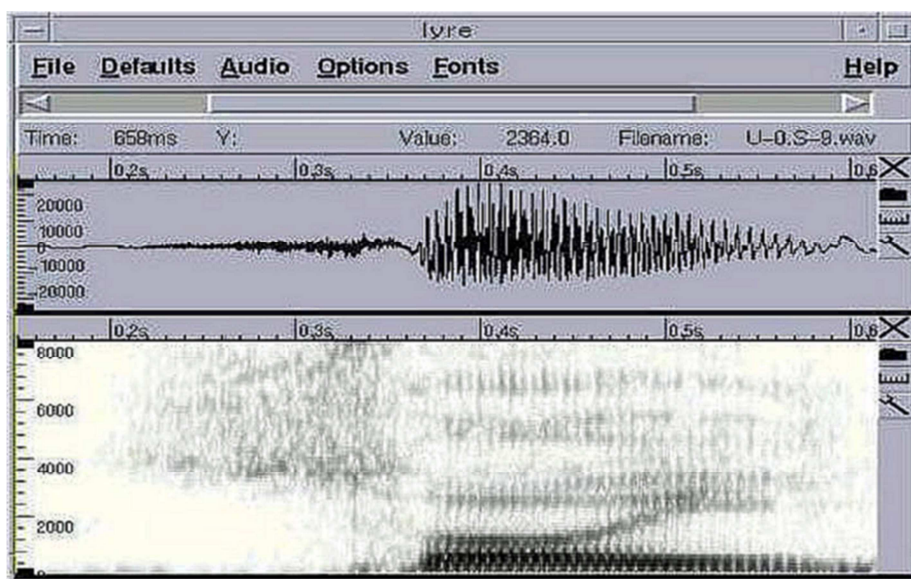 lyre
File Defaults Audio Options Fonts Help
Time: 658ms Y: Value: 2364.0 Filename: U-0.S-9.wav
0.2s 0.3s 0.4s 0.5s 0.6
20000
10000
0
-10000
-20000
0.2s 0.3s 0.4s 0.5s 0.6
8000
6000
4000
2000
0